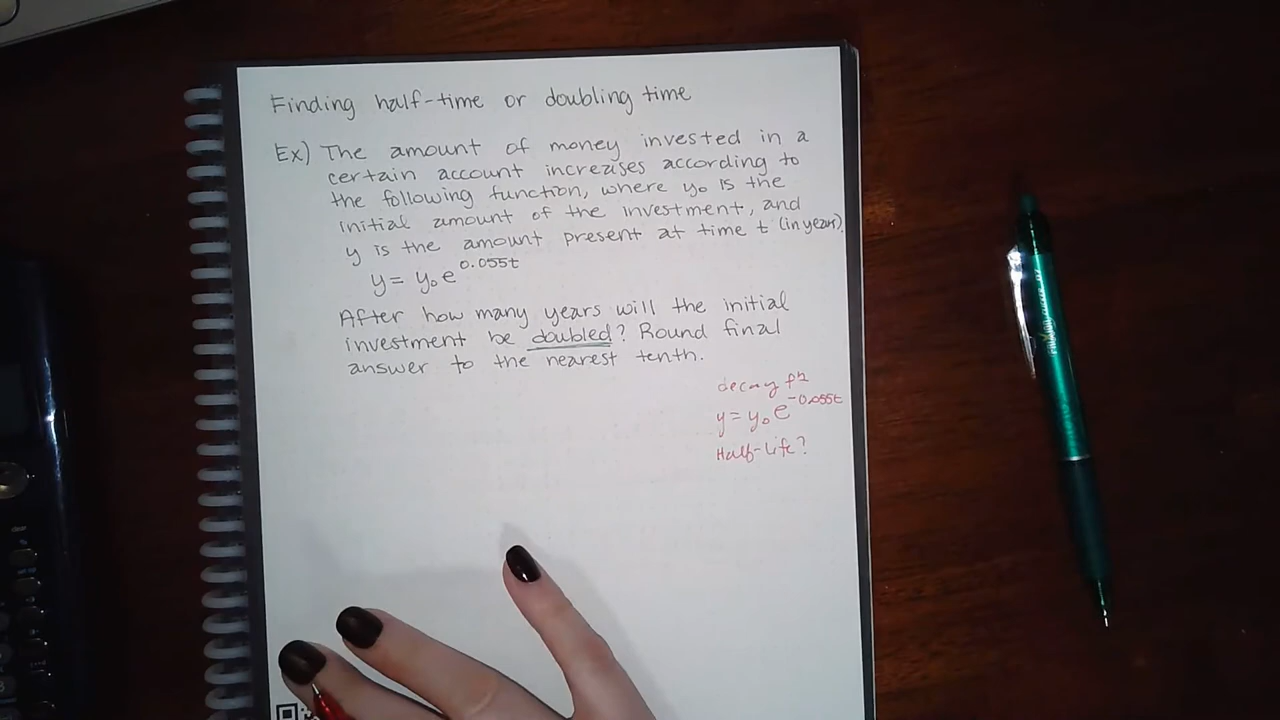 Finding half-time or doubling time
Ex) The amount of money invested in a
certain account increases according to
the following function, where y₀ is the
initial amount of the investment, and
y is the amount present at time t (in years).
y = y₀e^0.055t
After how many years will the initial
investment be doubled? Round final
answer to the nearest tenth.
decay fⁿ
y = y₀e^-0.055t
Half-Life?